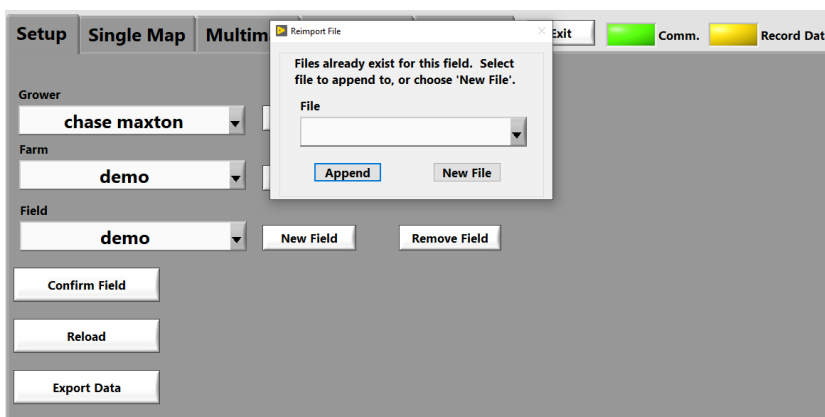 Setup
Single Map
Multim
Reimport File
Exit
Comm.
Record Dat
Files already exist for this field. Select
file to append to, or choose 'New File'.
File
Append
New File
Grower
chase maxton
Farm
demo
Field
demo
New Field
Remove Field
Confirm Field
Reload
Export Data